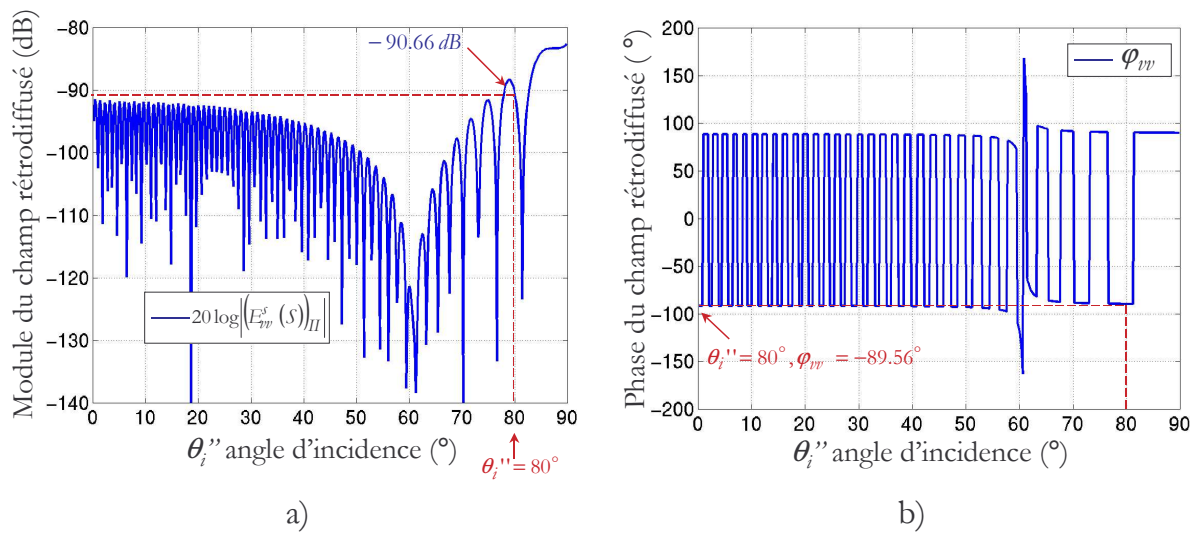 Module du champ rétrodiffusé (dB)
-80
-90
-100
-110
-120
-130
-140
-90.66 dB
20log|(E^s_vv (S))_II|
0 10 20 30 40 50 60 70 80 90
θi'' angle d'incidence (°)
θi''=80°
a)
Phase du champ rétrodiffusé (°)
200
150
100
50
0
-50
-100
-150
-200
φvv
θi''=80°, φvv =-89.56°
0 10 20 30 40 50 60 70 80 90
θi'' angle d'incidence (°)
b)